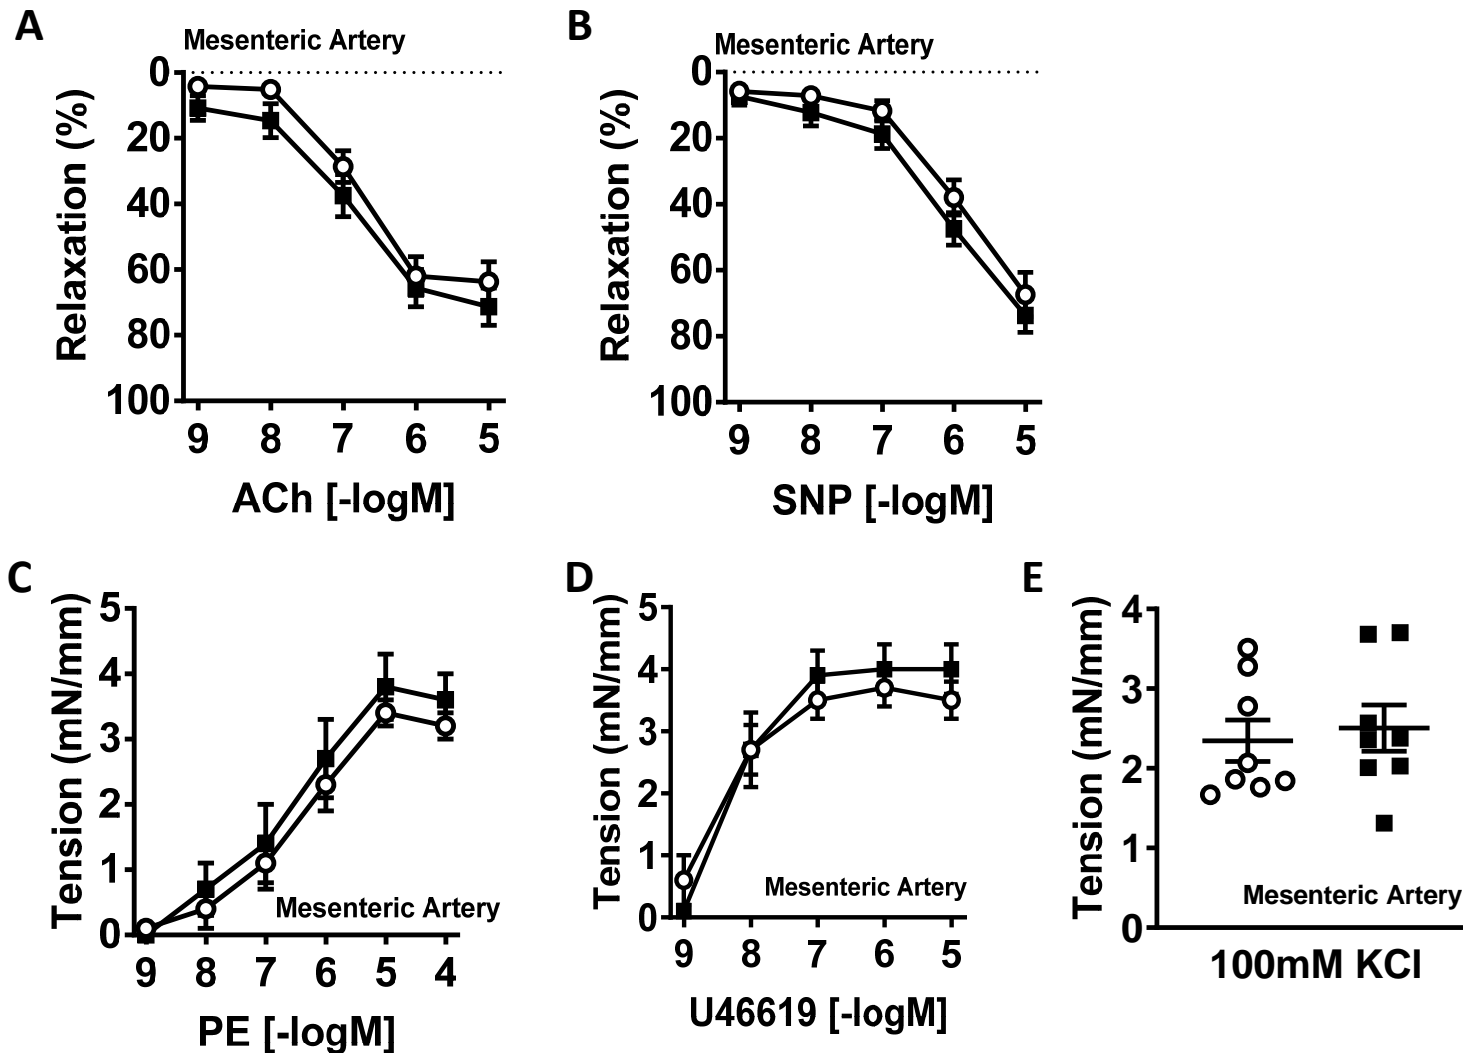 A
Mesenteric Artery
Relaxation (%)
0
20
40
60
80
100
9 8 7 6 5
ACh [-logM]
B
Mesenteric Artery
Relaxation (%)
0
20
40
60
80
100
9 8 7 6 5
SNP [-logM]
C
Tension (mN/mm)
5
4
3
2
1
0
Mesenteric Artery
9 8 7 6 5 4
PE [-logM]
D
Tension (mN/mm)
5
4
3
2
1
0
Mesenteric Artery
9 8 7 6 5
U46619 [-logM]
E
Tension (mN/mm)
4
3
2
1
0
Mesenteric Artery
100mM KCl